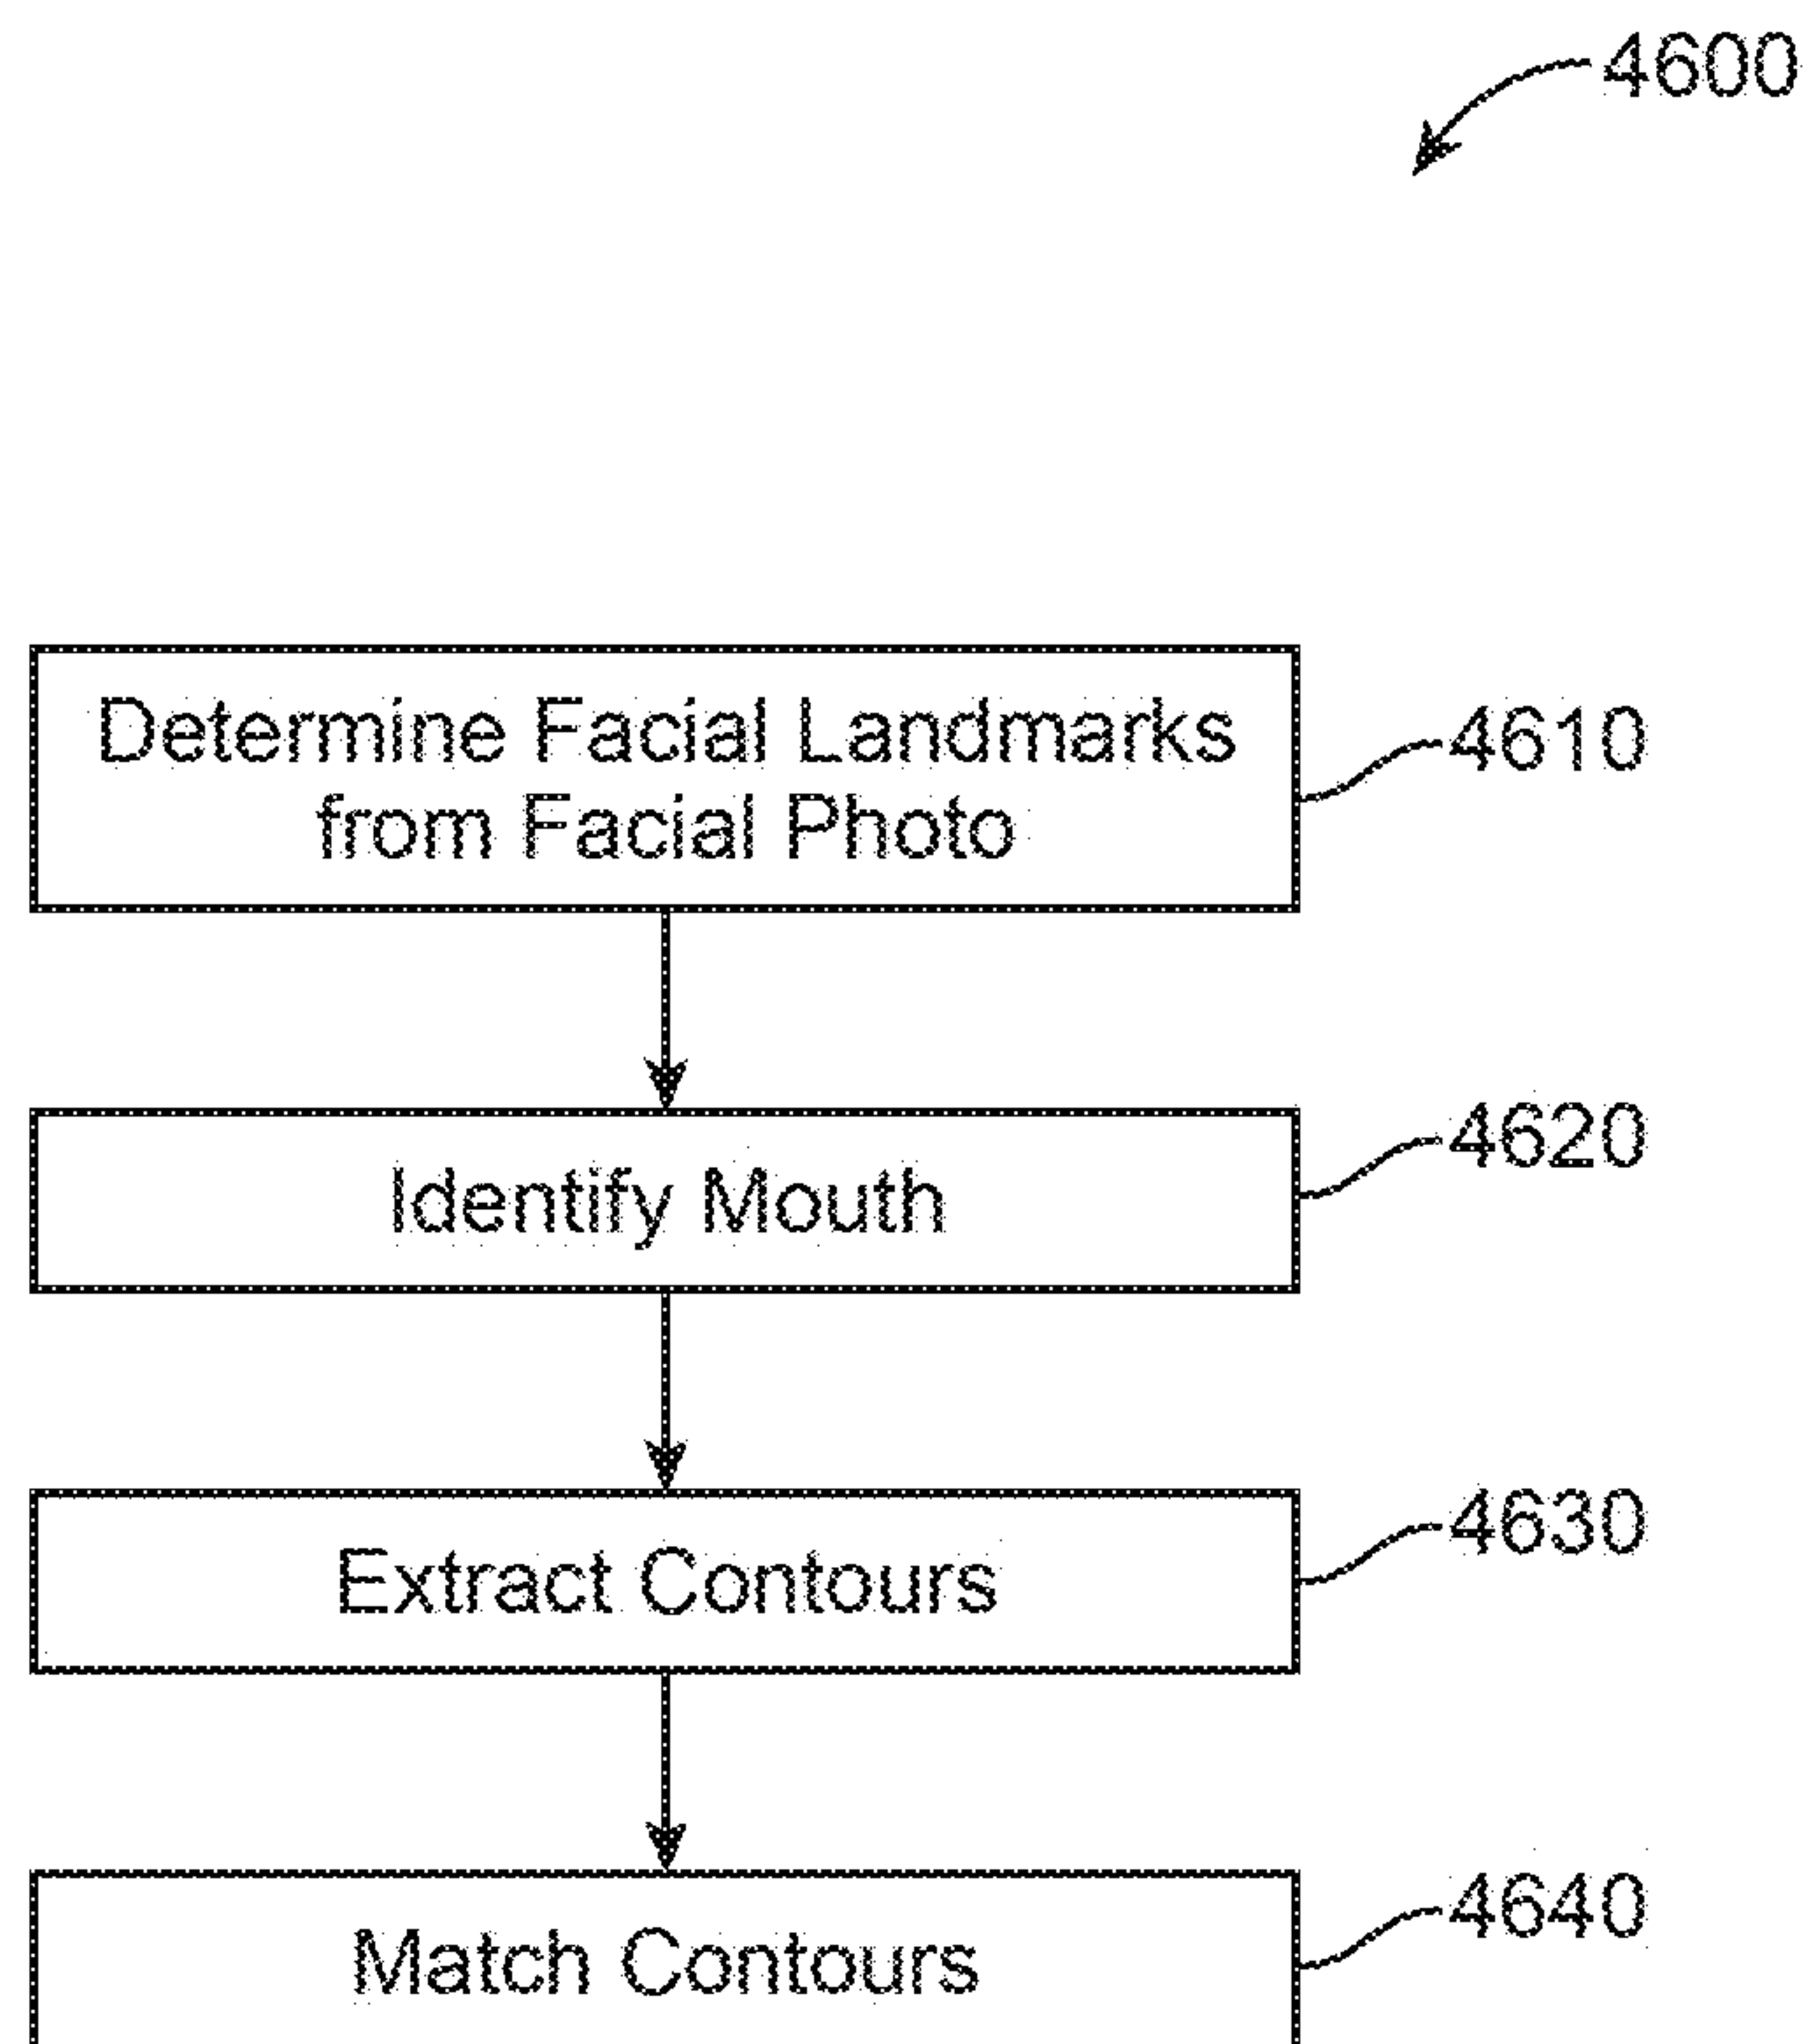 4600
Determine Facial Landmarks
from Facial Photo
4610
Identify Mouth
4620
Extract Contours
4630
Match Contours
4640